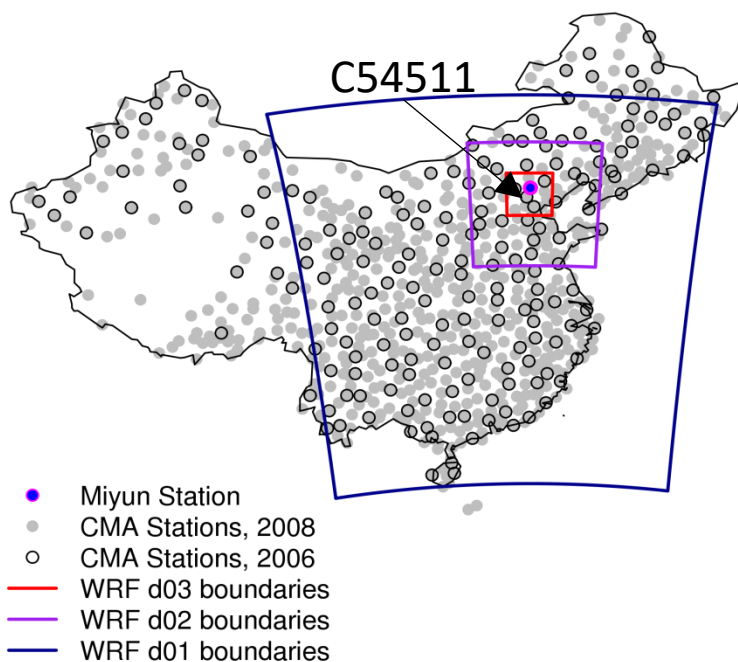 C54511
Miyun Station
CMA Stations, 2008
CMA Stations, 2006
WRF d03 boundaries
WRF d02 boundaries
WRF d01 boundaries